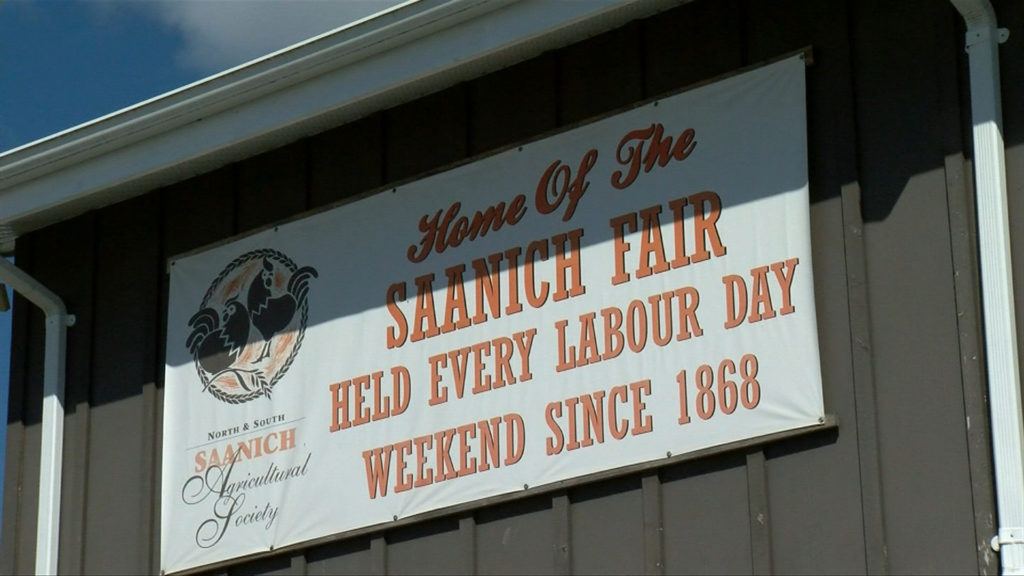 Home Of The
SAANICH FAIR
HELD EVERY LABOUR DAY
WEEKEND SINCE 1868
NORTH & SOUTH
SAANICH
Agricultural
Society